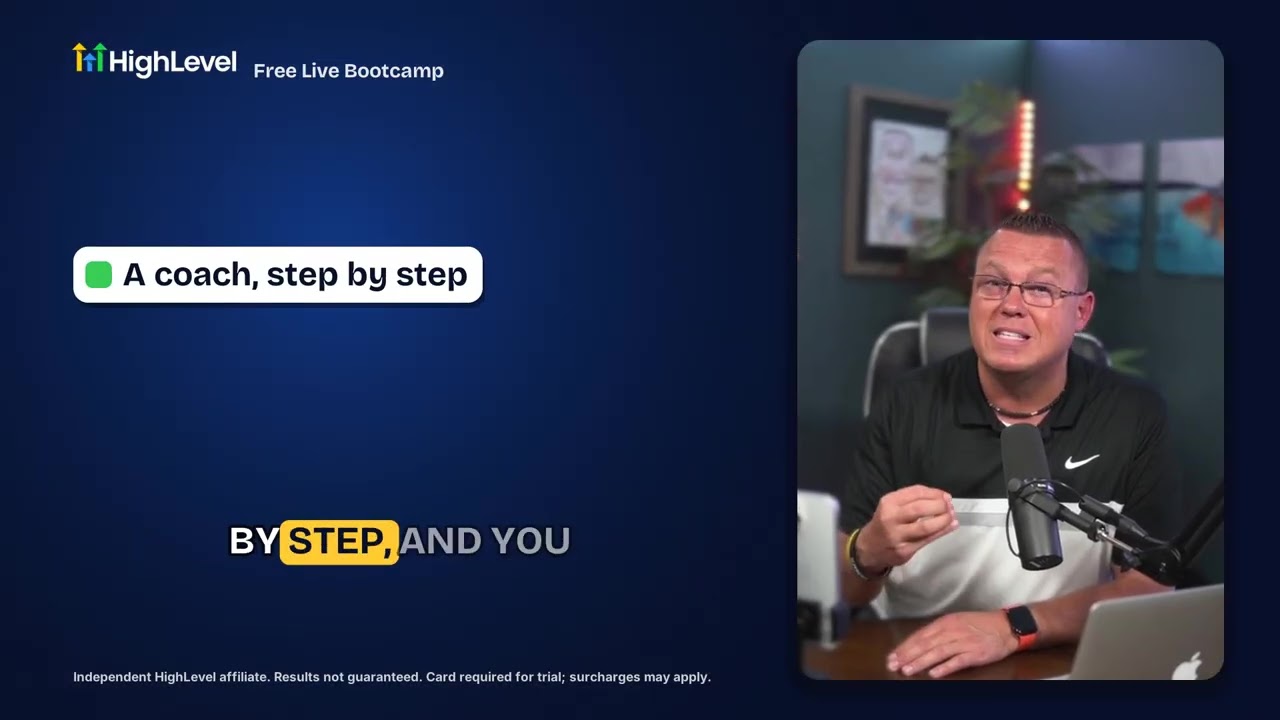 HighLevel Free Live Bootcamp
A coach, step by step
BY STEP, AND YOU
Independent HighLevel affiliate. Results not guaranteed. Card required for trial; surcharges may apply.